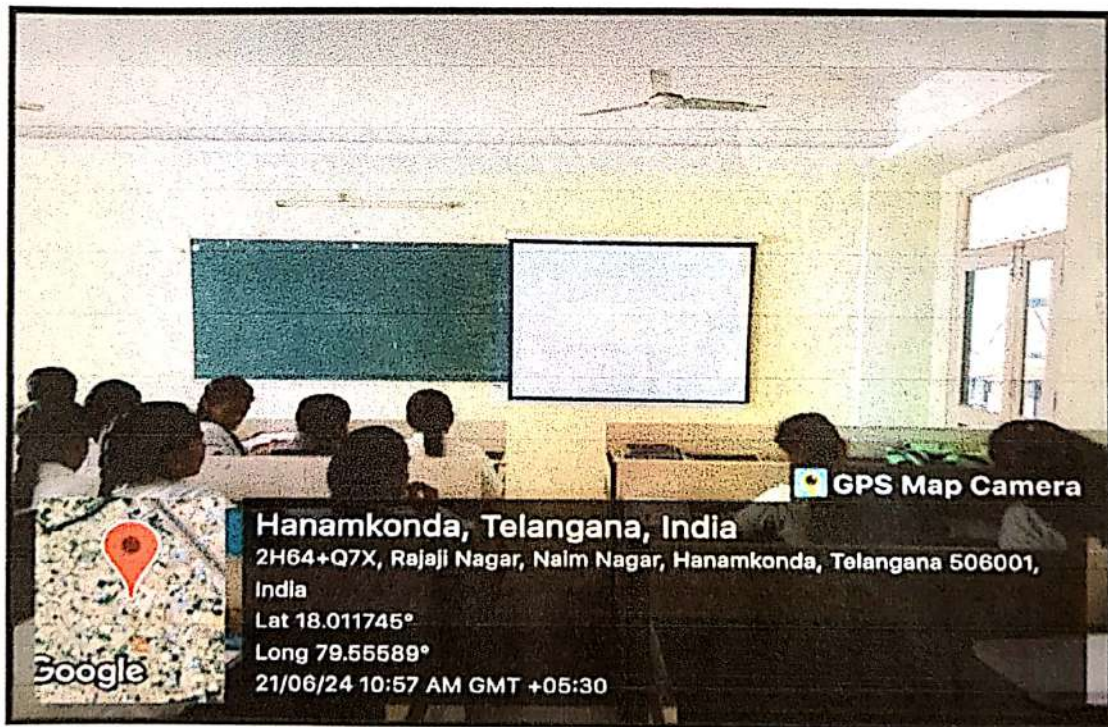 GPS Map Camera
Hanamkonda, Telangana, India
2H64+Q7X, Rajaji Nagar, Naim Nagar, Hanamkonda, Telangana 506001,
India
Lat 18.011745°
Long 79.55589°
21/06/24 10:57 AM GMT +05:30
Google